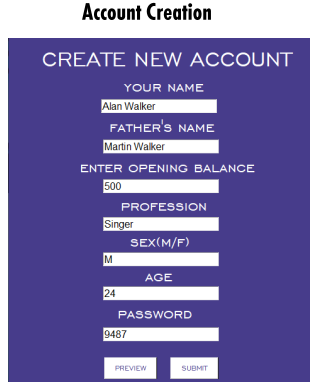 Account Creation
CREATE NEW ACCOUNT
YOUR NAME
Alan Walker
FATHER'S NAME
Martin Walker
ENTER OPENING BALANCE
500
PROFESSION
Singer
SEX(M/F)
M
AGE
24
PASSWORD
9487
PREVIEW SUBMIT